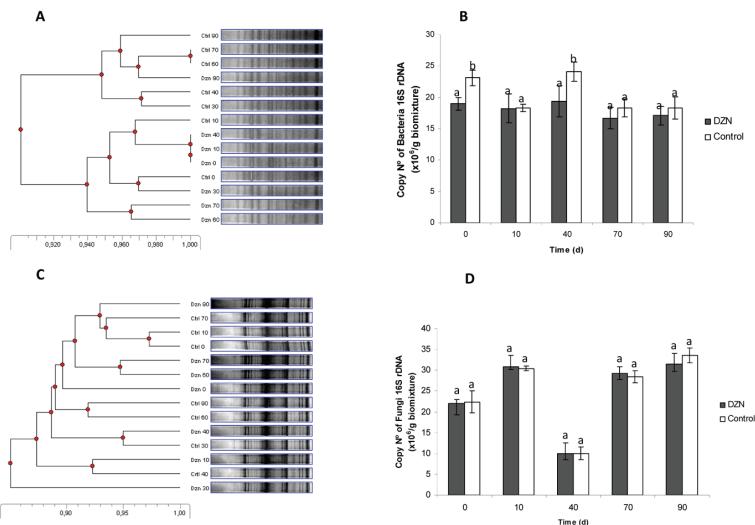 A
Ctrl 90
Ctrl 70
Ctrl 60
Dzn 90
Ctrl 40
Ctrl 30
Ctrl 10
Dzn 40
Dzn 10
Dzn 0
Ctrl 0
Dzn 30
Dzn 70
Dzn 60
0,920 0,940 0,960 0,980 1,000
B
Copy Nº of Bacteria 16S rDNA
(x10⁶/g biomixture)
30
25
20
15
10
5
0
a b a a a b a a a a
0 10 40 70 90
Time (d)
DZN
Control
C
Dzn 90
Ctrl 70
Ctrl 10
Ctrl 0
Dzn 70
Dzn 60
Dzn 0
Ctrl 90
Ctrl 60
Dzn 40
Ctrl 30
Dzn 10
Crtl 40
Dzn 30
0,90 0,95 1,00
D
Copy Nº of Fungi 16S rDNA
(x10⁶/g biomixture)
40
35
30
25
20
15
10
5
0
a a a a a a a a a a
0 10 40 70 90
Time (d)
DZN
Control